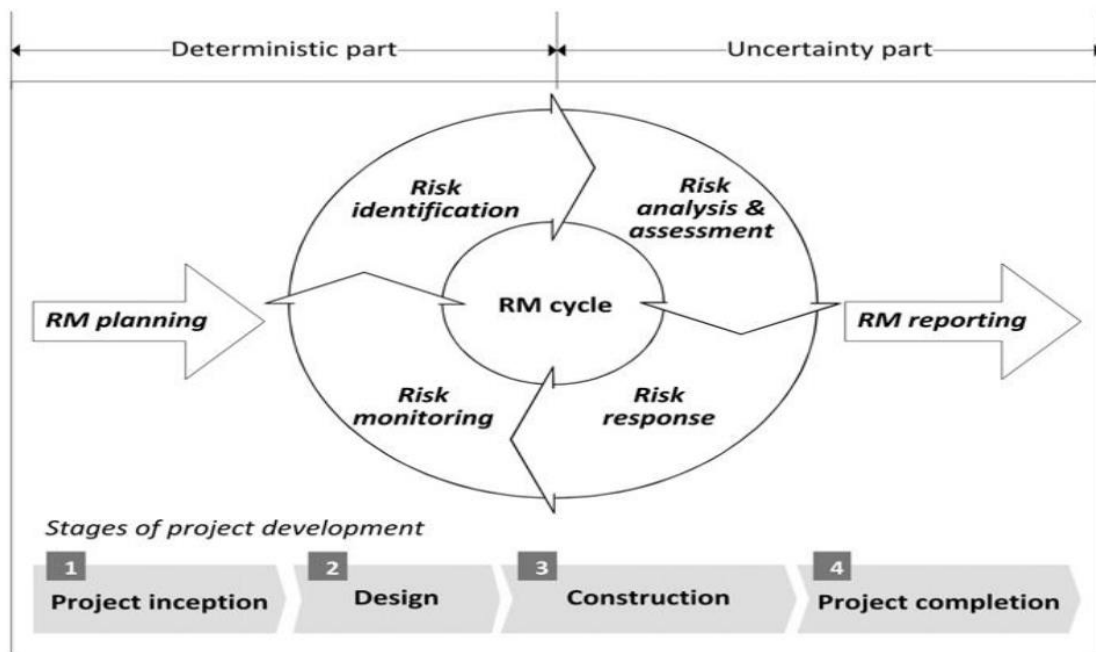 Deterministic part
Uncertainty part
Risk
identification
Risk
analysis &
assessment
RM planning
RM cycle
RM reporting
Risk
monitoring
Risk
response
Stages of project development
1
Project inception
2
Design
3
Construction
4
Project completion